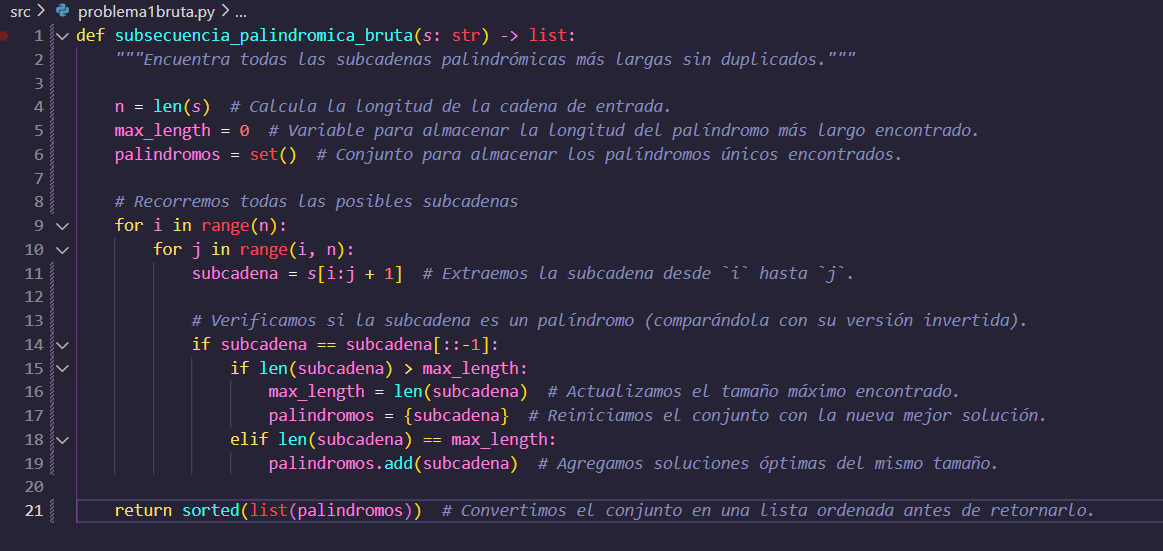 src > problema1bruta.py > ...
1 def subsecuencia_palindromica_bruta(s: str) -> list:
2     """Encuentra todas las subcadenas palindrómicas más largas sin duplicados."""
3
4     n = len(s)  # Calcula la longitud de la cadena de entrada.
5     max_length = 0  # Variable para almacenar la longitud del palíndromo más largo encontrado.
6     palindromos = set()  # Conjunto para almacenar los palíndromos únicos encontrados.
7
8     # Recorremos todas las posibles subcadenas
9     for i in range(n):
10         for j in range(i, n):
11             subcadena = s[i:j + 1]  # Extraemos la subcadena desde `i` hasta `j`.
12
13             # Verificamos si la subcadena es un palíndromo (comparándola con su versión invertida).
14             if subcadena == subcadena[::-1]:
15                 if len(subcadena) > max_length:
16                     max_length = len(subcadena)  # Actualizamos el tamaño máximo encontrado.
17                     palindromos = {subcadena}  # Reiniciamos el conjunto con la nueva mejor solución.
18                 elif len(subcadena) == max_length:
19                     palindromos.add(subcadena)  # Agregamos soluciones óptimas del mismo tamaño.
20
21     return sorted(list(palindromos))  # Convertimos el conjunto en una lista ordenada antes de retornarlo.